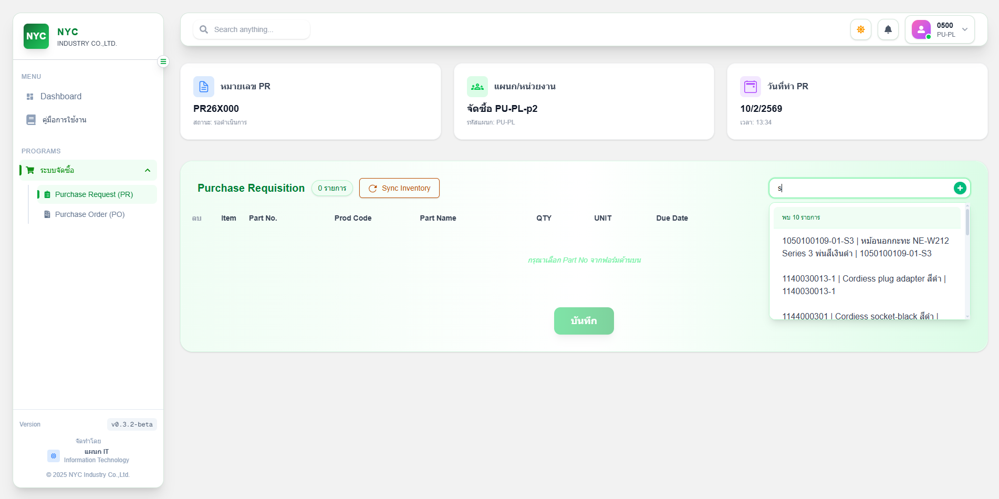 NYC
NYC
INDUSTRY CO.,LTD.
MENU
Dashboard
คู่มือการใช้งาน
PROGRAMS
ระบบจัดซื้อ
Purchase Request (PR)
Purchase Order (PO)
Version
v0.3.2-beta
จัดทำโดย
แผนก IT
Information Technology
© 2025 NYC Industry Co.,Ltd.
Search anything...
0500
PU-PL
หมายเลข PR
PR26X000
สถานะ: รอดำเนินการ
แผนก/หน่วยงาน
จัดซื้อ PU-PL-p2
รหัสแผนก: PU-PL
วันที่ทำ PR
10/2/2569
เวลา: 13:34
Purchase Requisition
0 รายการ
Sync Inventory
s
ลบ Item Part No. Prod Code Part Name QTY UNIT Due Date
กรุณาเลือก Part No จากฟอร์มด้านบน
บันทึก
พบ 10 รายการ
1050100109-01-S3 | หม้อนอกกะทะ NE-W212
Series 3 พ่นสีเงินดำ | 1050100109-01-S3
1140030013-1 | Cordiess plug adapter สีดำ |
1140030013-1
1144000301 | Cordiess socket-black สีดำ |